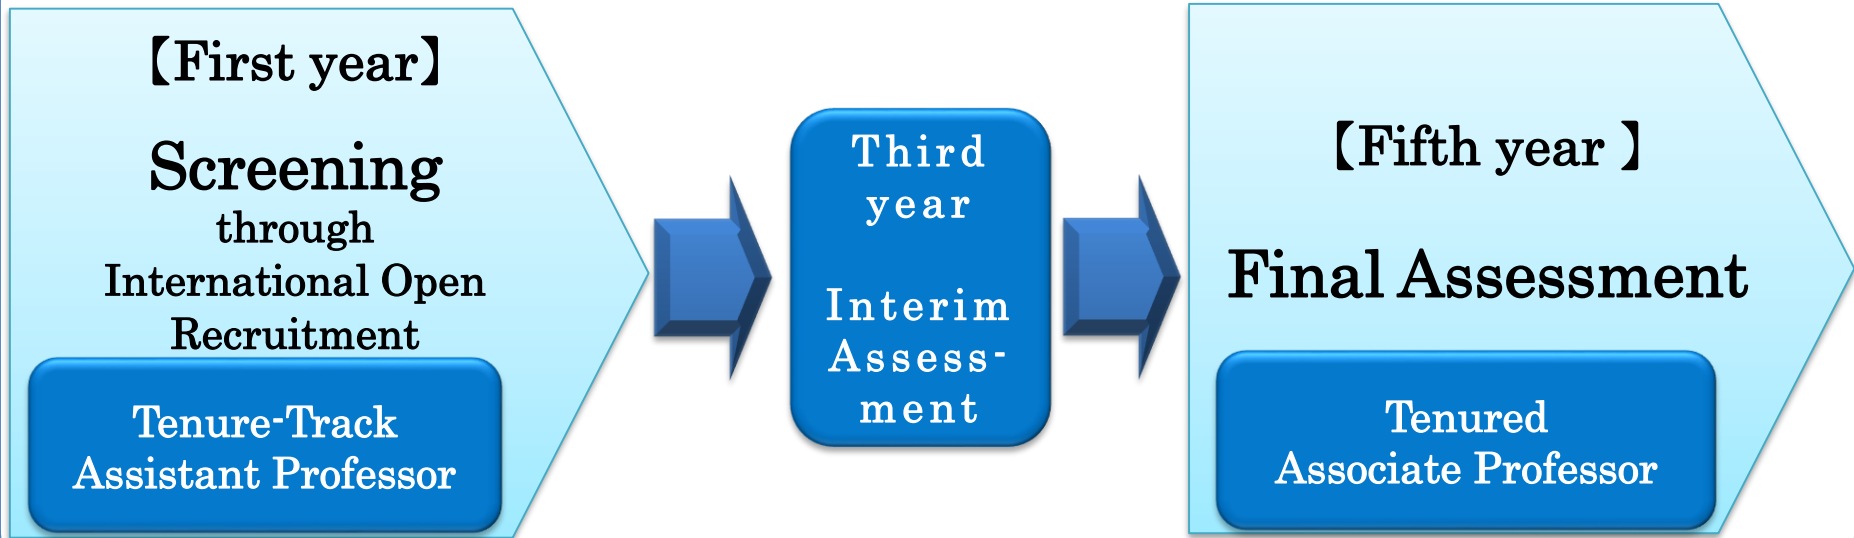 【First year】
Screening
through
International Open
Recruitment
Tenure-Track
Assistant Professor
Third
year
Interim
Assess-
ment
【Fifth year 】
Final Assessment
Tenured
Associate Professor